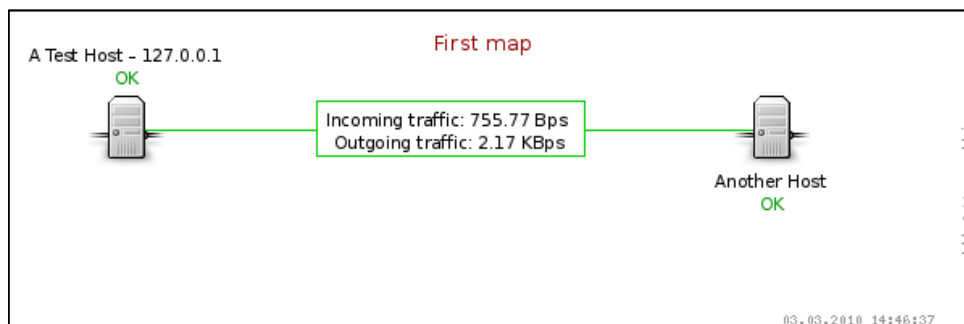 First map
A Test Host – 127.0.0.1
OK
Incoming traffic: 755.77 Bps
Outgoing traffic: 2.17 KBps
Another Host
OK
03.03.2010 14:46:37